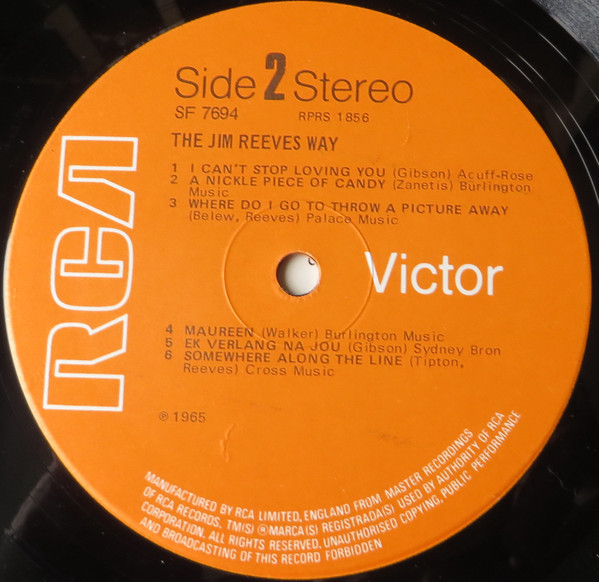 Side 2 Stereo
SF 7694 RPRS 1856
THE JIM REEVES WAY
1 I CAN'T STOP LOVING YOU (Gibson) Acuff-Rose
2 A NICKLE PIECE OF CANDY (Zanetis) Burlington
Music
3 WHERE DO I GO TO THROW A PICTURE AWAY
(Belew, Reeves) Palace Music
RCA
Victor
4 MAUREEN (Walker) Burlington Music
5 EK VERLANG NA JOU (Gibson) Sydney Bron
6 SOMEWHERE ALONG THE LINE (Tipton,
Reeves) Cross Music
℗ 1965
MANUFACTURED BY RCA LIMITED, ENGLAND FROM MASTER RECORDINGS
OF RCA RECORDS, TM(S) ® MARCA(S) REGISTRADA(S) USED BY AUTHORITY OF RCA
CORPORATION. ALL RIGHTS RESERVED. UNAUTHORISED COPYING, PUBLIC PERFORMANCE
AND BROADCASTING OF THIS RECORD FORBIDDEN